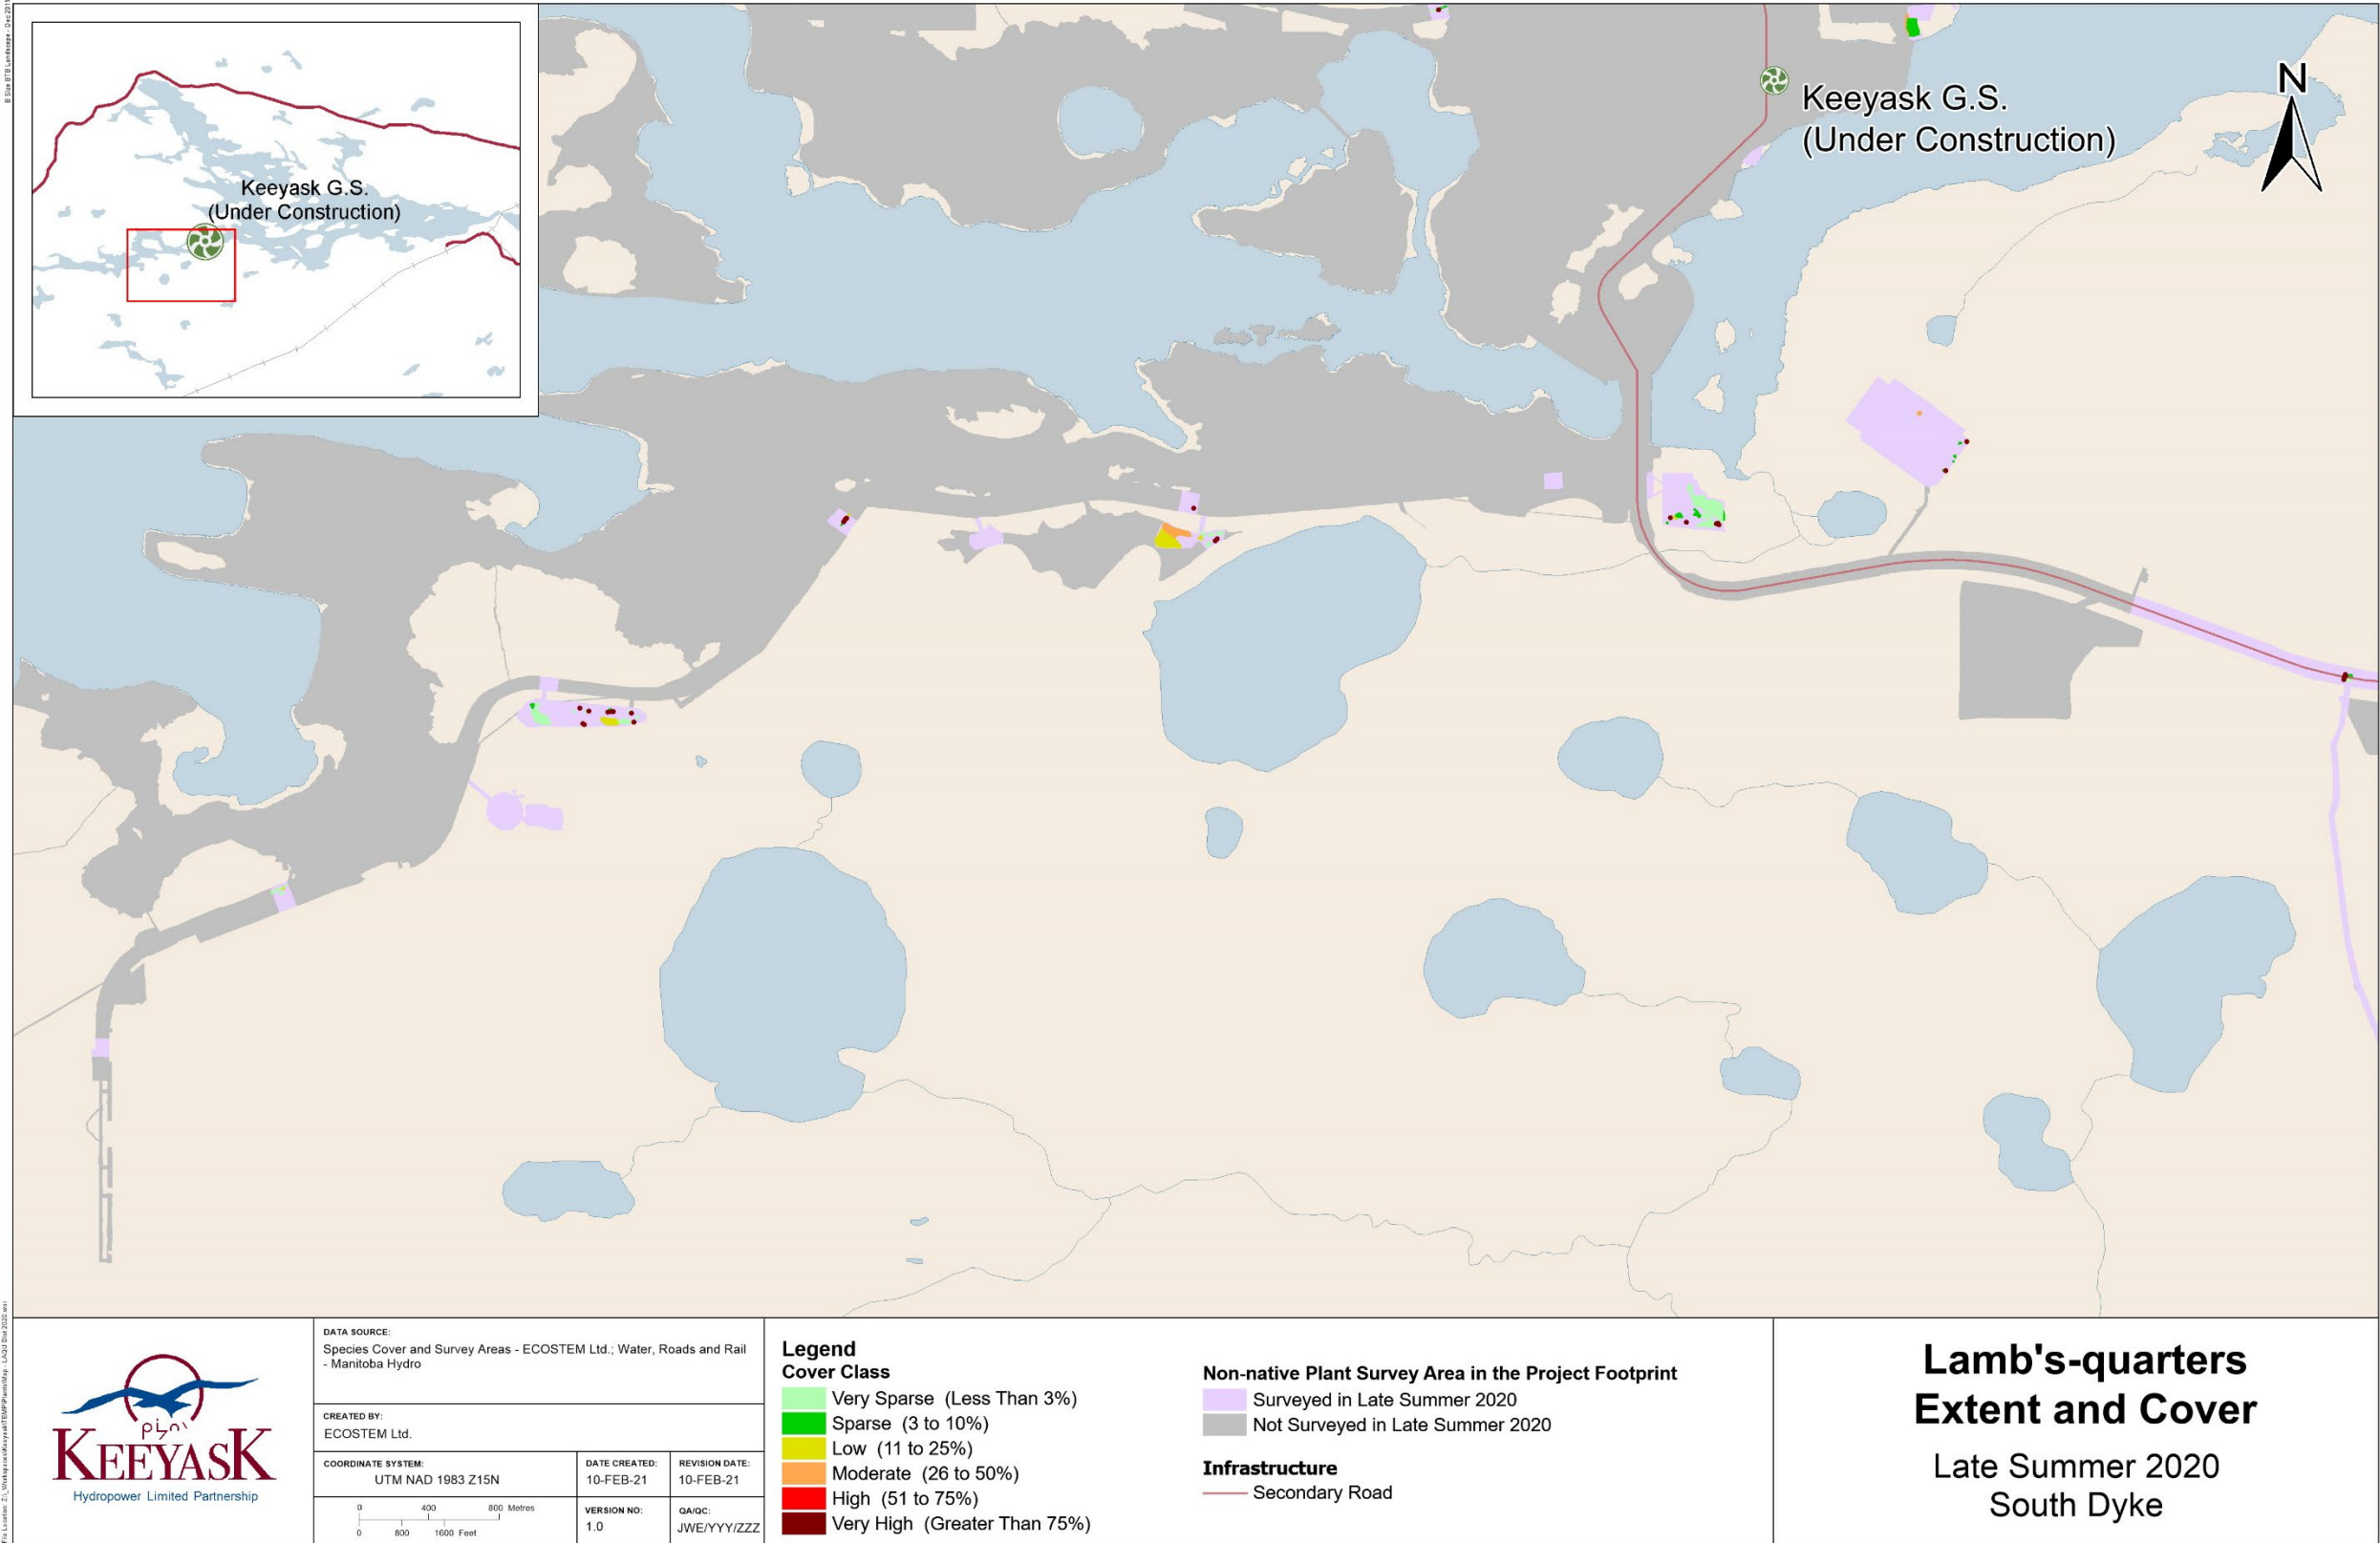 B Size BTB Landscape - Dec 2019
Keeyask G.S.
(Under Construction)
Keeyask G.S.
(Under Construction)
N
KEEYASK
Hydropower Limited Partnership
DATA SOURCE:
Species Cover and Survey Areas - ECOSTEM Ltd.; Water, Roads and Rail
- Manitoba Hydro
CREATED BY:
ECOSTEM Ltd.
COORDINATE SYSTEM:
UTM NAD 1983 Z15N
DATE CREATED:
10-FEB-21
REVISION DATE:
10-FEB-21
0 400 800 Metres
0 800 1600 Feet
VERSION NO:
1.0
QA/QC:
JWE/YYY/ZZZ
Legend
Cover Class
Very Sparse (Less Than 3%)
Sparse (3 to 10%)
Low (11 to 25%)
Moderate (26 to 50%)
High (51 to 75%)
Very High (Greater Than 75%)
Non-native Plant Survey Area in the Project Footprint
Surveyed in Late Summer 2020
Not Surveyed in Late Summer 2020
Infrastructure
Secondary Road
Lamb's-quarters
Extent and Cover
Late Summer 2020
South Dyke